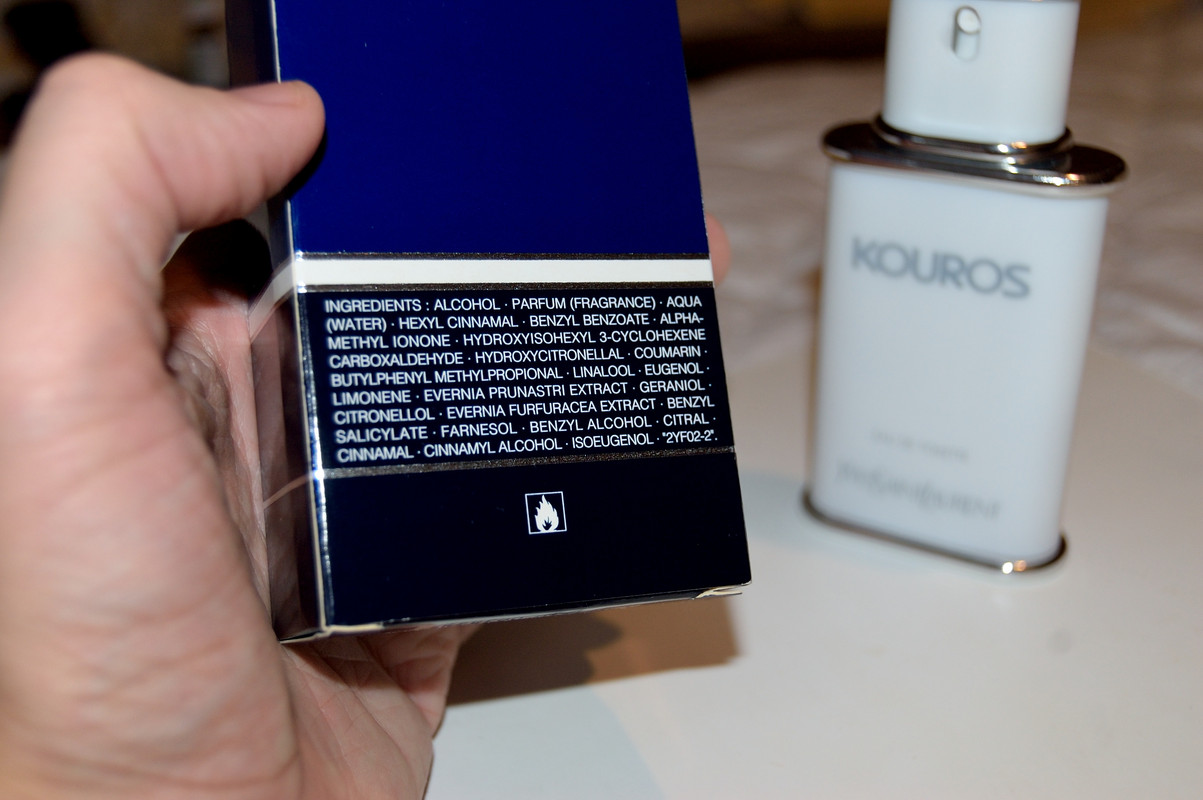 INGREDIENTS : ALCOHOL · PARFUM (FRAGRANCE) · AQUA
(WATER) · HEXYL CINNAMAL · BENZYL BENZOATE · ALPHA-
METHYL IONONE · HYDROXYISOHEXYL 3-CYCLOHEXENE
CARBOXALDEHYDE · HYDROXYCITRONELLAL · COUMARIN ·
BUTYLPHENYL METHYLPROPIONAL · LINALOOL · EUGENOL ·
LIMONENE · EVERNIA PRUNASTRI EXTRACT · GERANIOL ·
CITRONELLOL · EVERNIA FURFURACEA EXTRACT · BENZYL
SALICYLATE · FARNESOL · BENZYL ALCOHOL · CITRAL ·
CINNAMAL · CINNAMYL ALCOHOL · ISOEUGENOL · "2YF02-2".
KOUROS